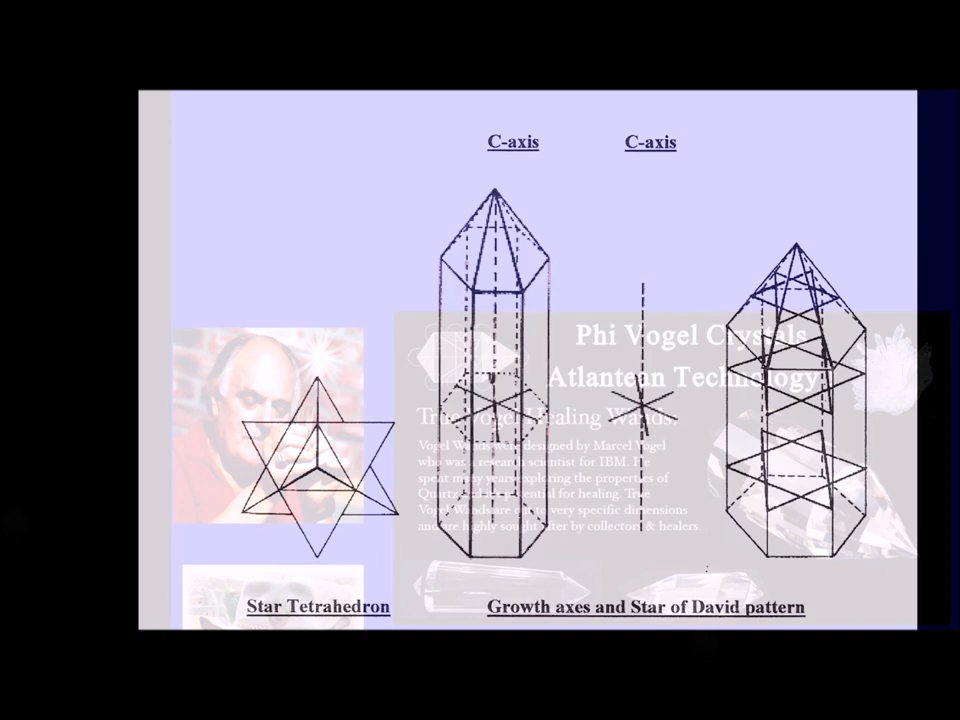 C-axis C-axis
Phi Vogel Crystals
Atlantean Technology
True Vogel Healing Wands:
Vogel Wands were designed by Marcel Vogel
who was a research scientist for IBM. He
spent many years exploring the properties of
Quartz and its potential for healing. True
Vogel Wands are cut to very specific dimensions
and are highly sought after by collectors & healers.
Star Tetrahedron
Growth axes and Star of David pattern